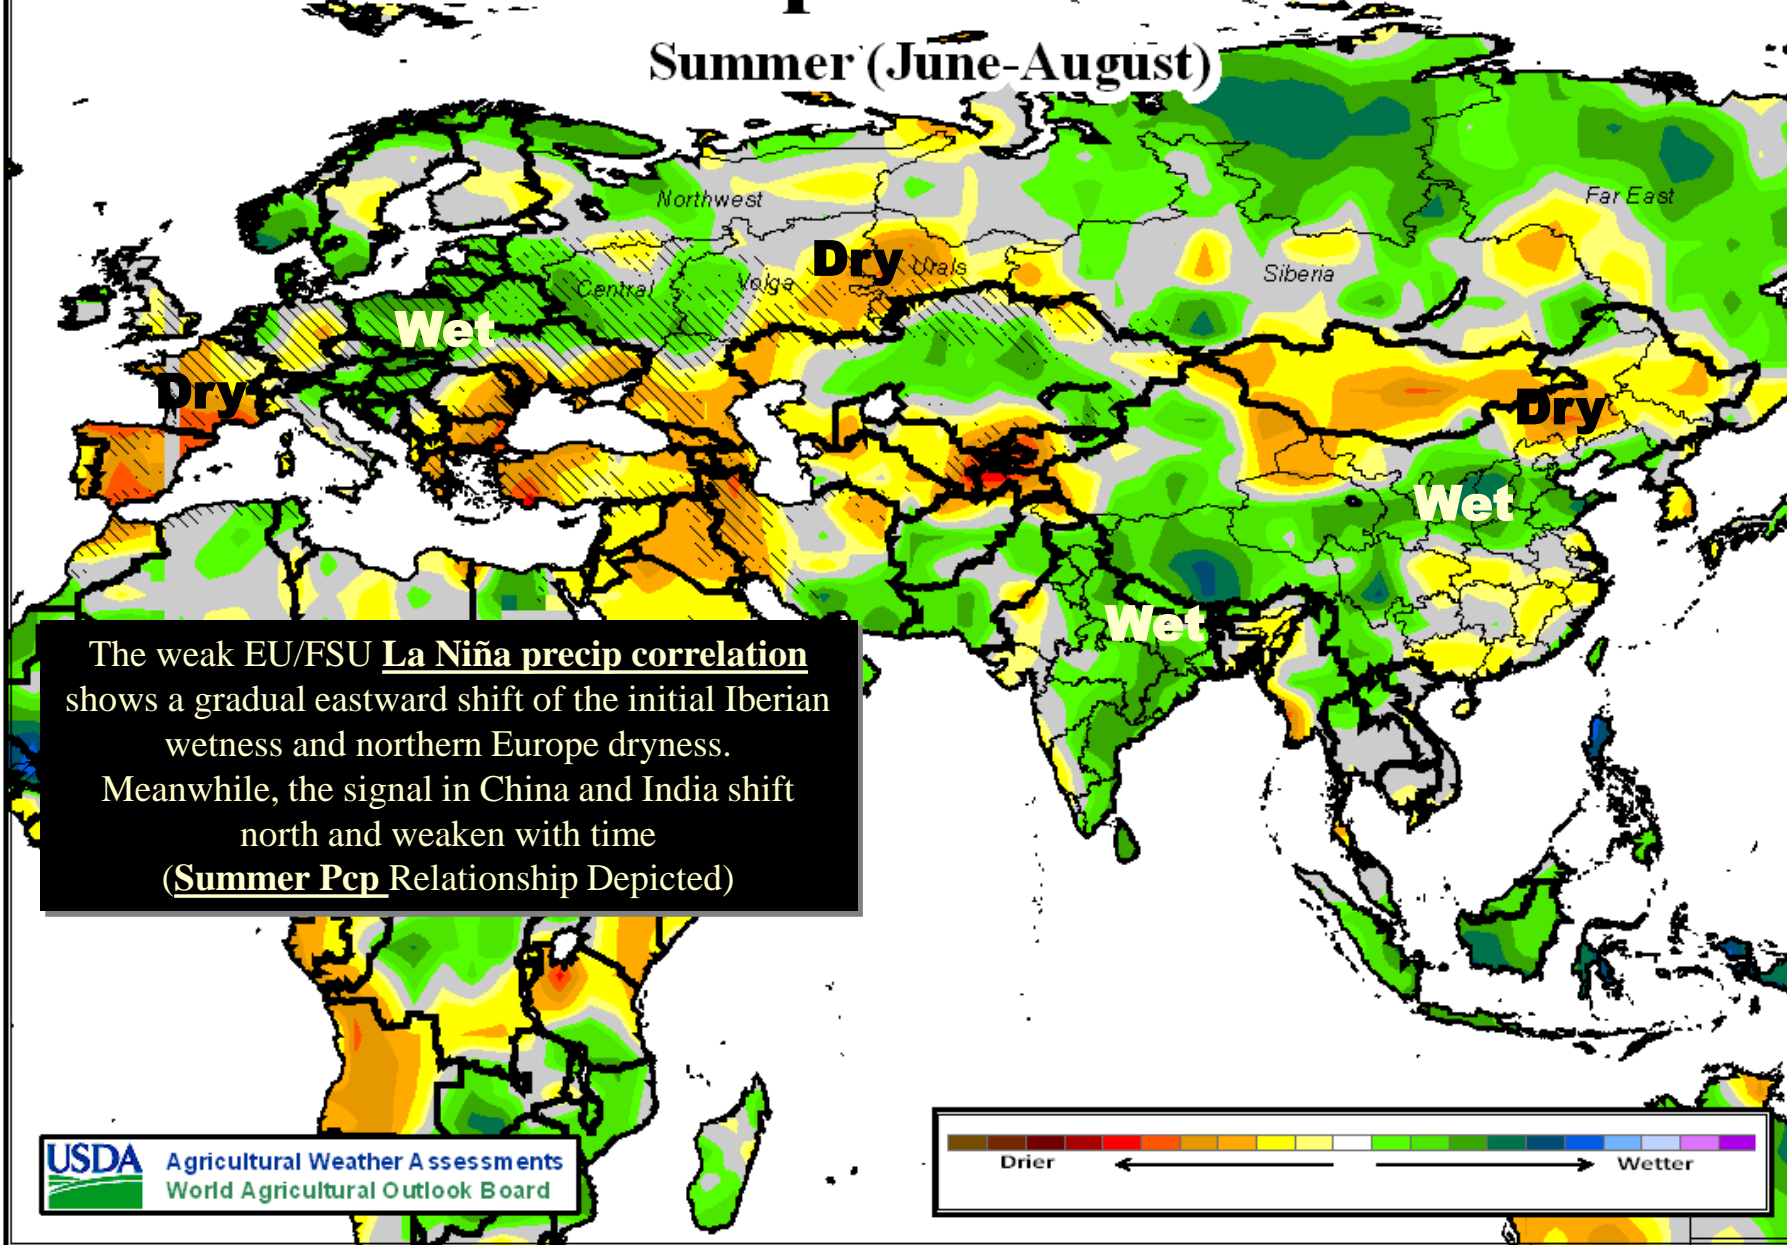 Summer (June-August)
Northwest
Far East
Dry
Urals
Siberia
Central
Volga
Wet
Dry
Dry
Wet
Wet
The weak EU/FSU La Niña precip correlation
shows a gradual eastward shift of the initial Iberian
wetness and northern Europe dryness.
Meanwhile, the signal in China and India shift
north and weaken with time
(Summer Pcp Relationship Depicted)
USDA
Agricultural Weather Assessments
World Agricultural Outlook Board
Drier
Wetter